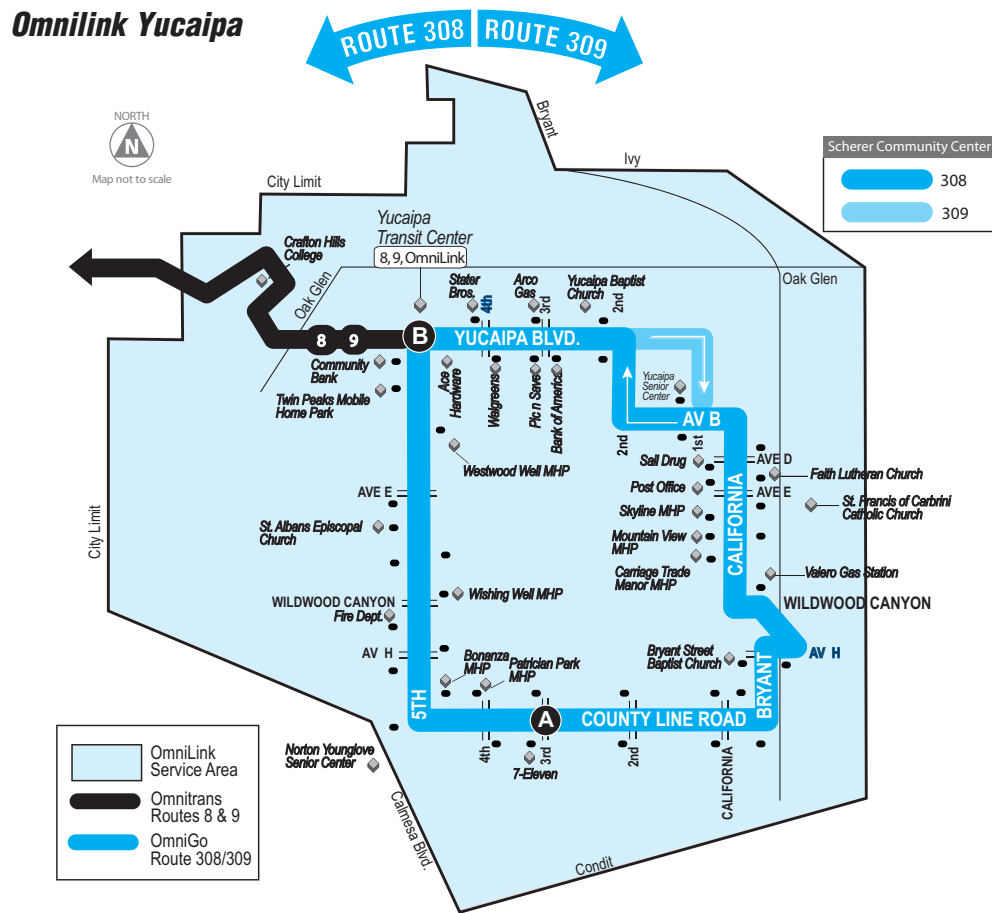 Omnilink Yucaipa
ROUTE 308
ROUTE 309
NORTH
N
Map not to scale
Bryant
Ivy
Scherer Community Center
308
309
City Limit
Yucaipa
Transit Center
8, 9, OmniLink
Crafton Hills
College
Oak Glen
Oak Glen
Stater
Bros.
4th
Arco
Gas
3rd
Yucaipa Baptist
Church
2nd
8
9
B
YUCAIPA BLVD.
Community
Bank
Twin Peaks Mobile
Home Park
Ace
Hardware
Walgreens
Pic n Save
Bank of America
Yucaipa
Senior
Center
AV B
2nd
1st
Westwood Well MHP
Sall Drug
AVE D
Faith Lutheran Church
AVE E
Post Office
AVE E
St. Francis of Carbrini
Catholic Church
Skyline MHP
St. Albans Episcopal
Church
City Limit
Mountain View
MHP
CALIFORNIA
Carriage Trade
Manor MHP
Valero Gas Station
Wishing Well MHP
WILDWOOD CANYON
WILDWOOD CANYON
Fire Dept.
AV H
Bonanza
MHP
Patrician Park
MHP
Bryant Street
Baptist Church
AV H
BRYANT
5TH
A
COUNTY LINE ROAD
4th
3rd
2nd
CALIFORNIA
7-Eleven
Norton Younglove
Senior Center
Calmesa Blvd.
Condit
OmniLink
Service Area
Omnitrans
Routes 8 & 9
OmniGo
Route 308/309